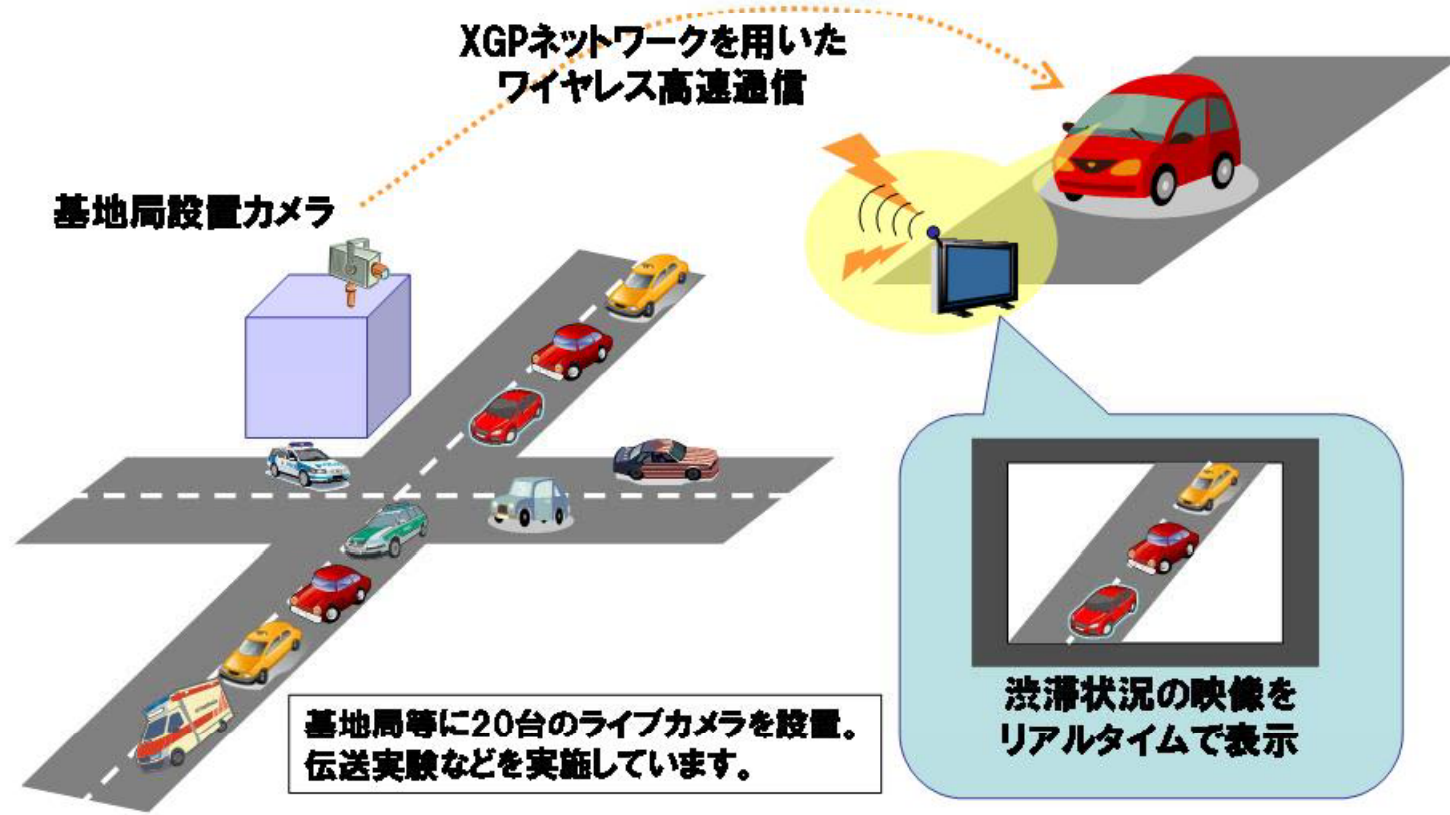 XGPネットワークを用いた
ワイヤレス高速通信
基地局設置カメラ
基地局等に20台のライブカメラを設置。
伝送実験などを実施しています。
渋滞状況の映像を
リアルタイムで表示